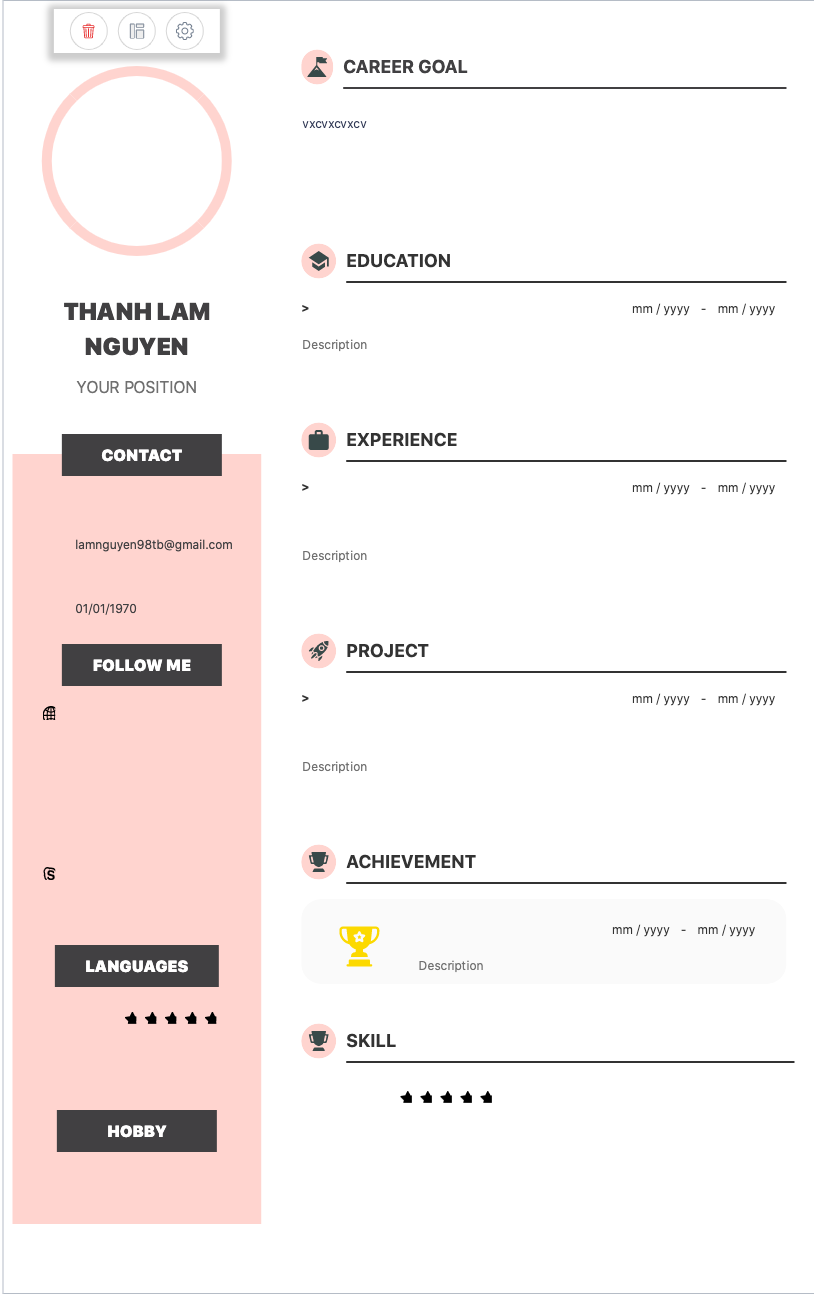 THANH LAM
NGUYEN
YOUR POSITION
CONTACT
lamnguyen98tb@gmail.com
01/01/1970
FOLLOW ME
LANGUAGES
HOBBY
CAREER GOAL
vxcvxcvxcv
EDUCATION
> mm / yyyy - mm / yyyy
Description
EXPERIENCE
> mm / yyyy - mm / yyyy
Description
PROJECT
> mm / yyyy - mm / yyyy
Description
ACHIEVEMENT
mm / yyyy - mm / yyyy
Description
SKILL